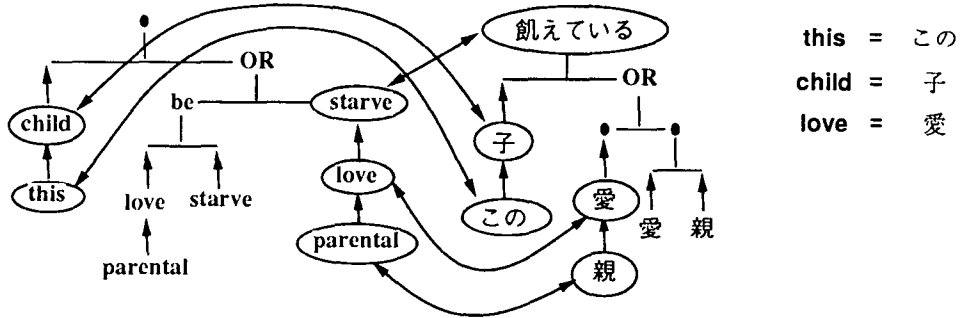 飢えている
OR
OR
be
starve
child
子
this
love
starve
love
この
愛
愛
親
parental
parental
親
this = この
child = 子
love = 愛